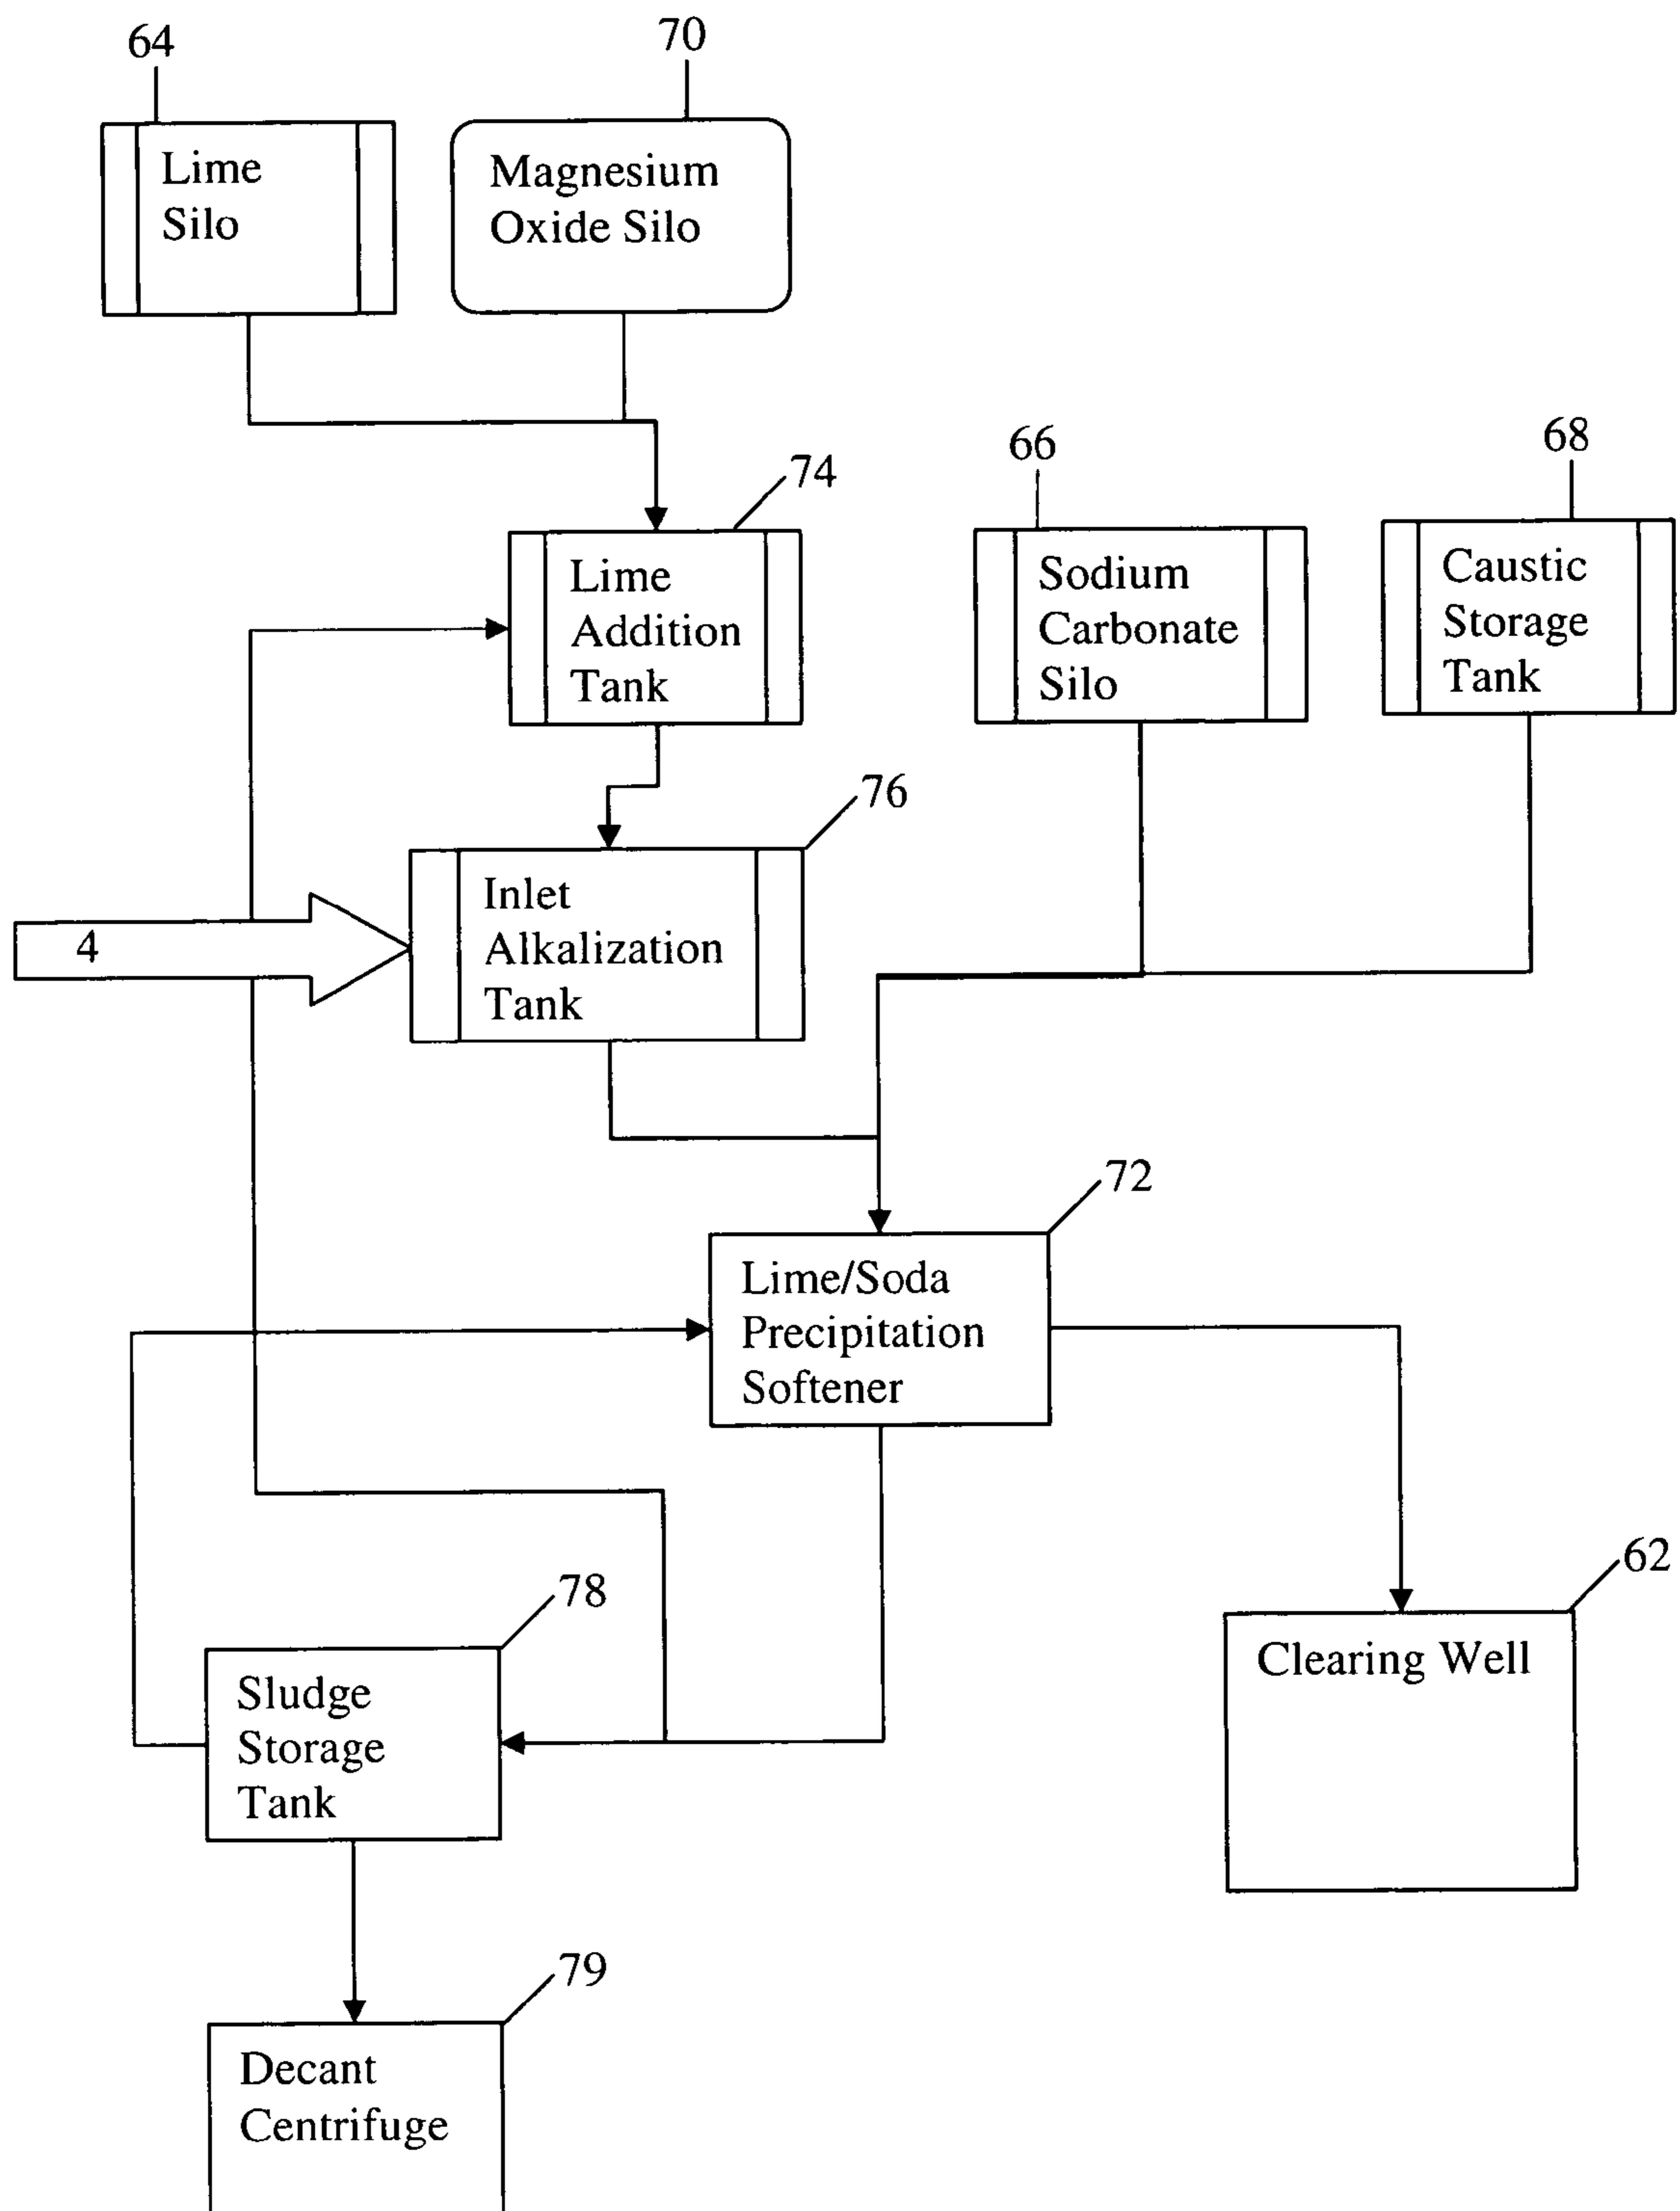 64
70
Lime
Silo
Magnesium
Oxide Silo
66
68
74
Lime
Addition
Tank
Sodium
Carbonate
Silo
Caustic
Storage
Tank
76
4
Inlet
Alkalization
Tank
72
Lime/Soda
Precipitation
Softener
62
78
Clearing Well
Sludge
Storage
Tank
79
Decant
Centrifuge